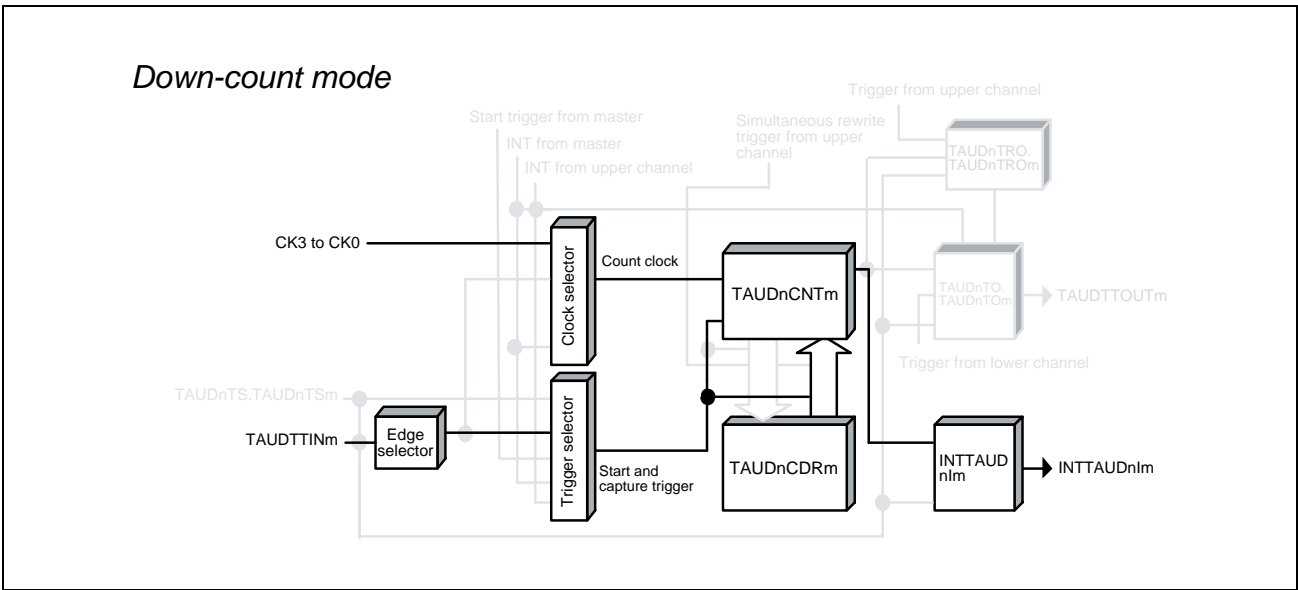 Down-count mode
Trigger from upper channel
Start trigger from master
Simultaneous rewrite
trigger from upper
channel
INT from master
INT from upper channel
TAUDnTRO.
TAUDnTROm
CK3 to CK0
Clock selector
Count clock
TAUDnCNTm
TAUDnTO.
TAUDnTOm
TAUDTTOUTm
Trigger from lower channel
TAUDnTS.TAUDnTSm
TAUDTTINm
Edge
selector
Trigger selector
Start and
capture trigger
TAUDnCDRm
INTTAUD
nIm
INTTAUDnIm